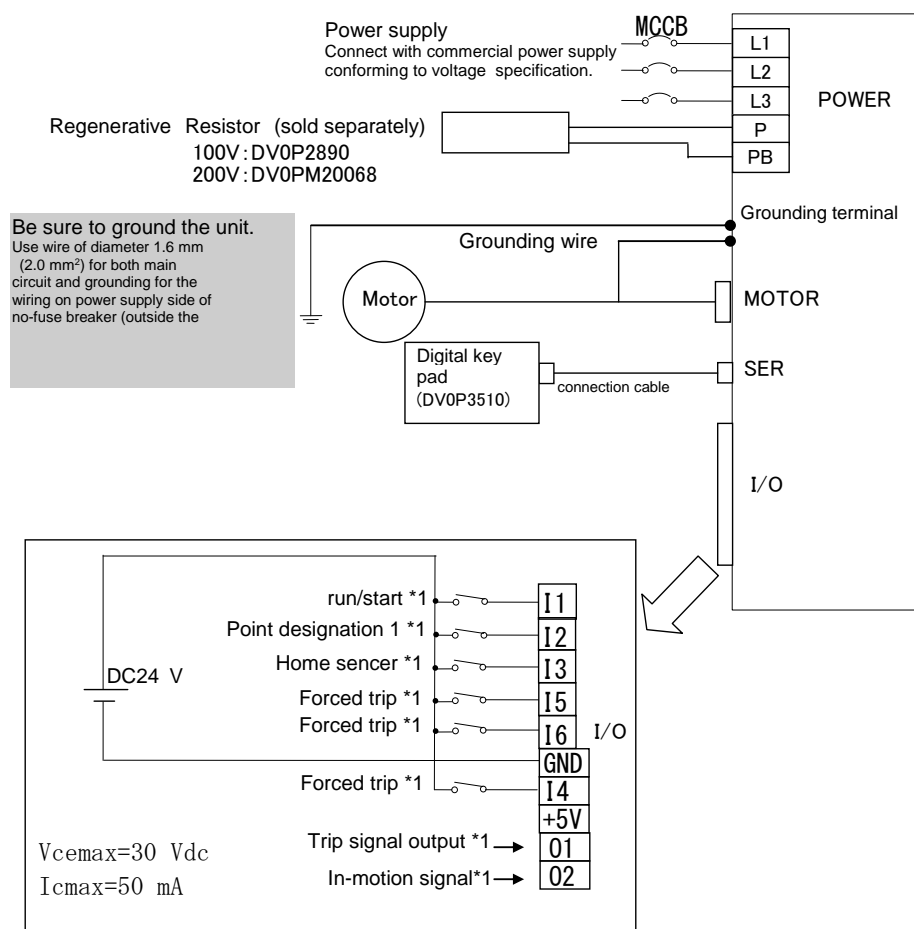 Power supply
Connect with commercial power supply
conforming to voltage specification.
MCCB
L1
L2
L3
P
PB
POWER
Regenerative Resistor (sold separately)
100V:DV0P2890
200V:DV0PM20068
Be sure to ground the unit.
Use wire of diameter 1.6 mm
(2.0 mm²) for both main
circuit and grounding for the
wiring on power supply side of
no-fuse breaker (outside the
Grounding terminal
Grounding wire
Motor
MOTOR
Digital key
pad
(DV0P3510)
connection cable
SER
I/O
run/start *1
I1
Point designation 1 *1
I2
Home sencer *1
I3
DC24 V
Forced trip *1
I5
Forced trip *1
I6
I/O
GND
Forced trip *1
I4
+5V
Trip signal output *1
O1
In-motion signal*1
O2
Vcemax=30 Vdc
Icmax=50 mA